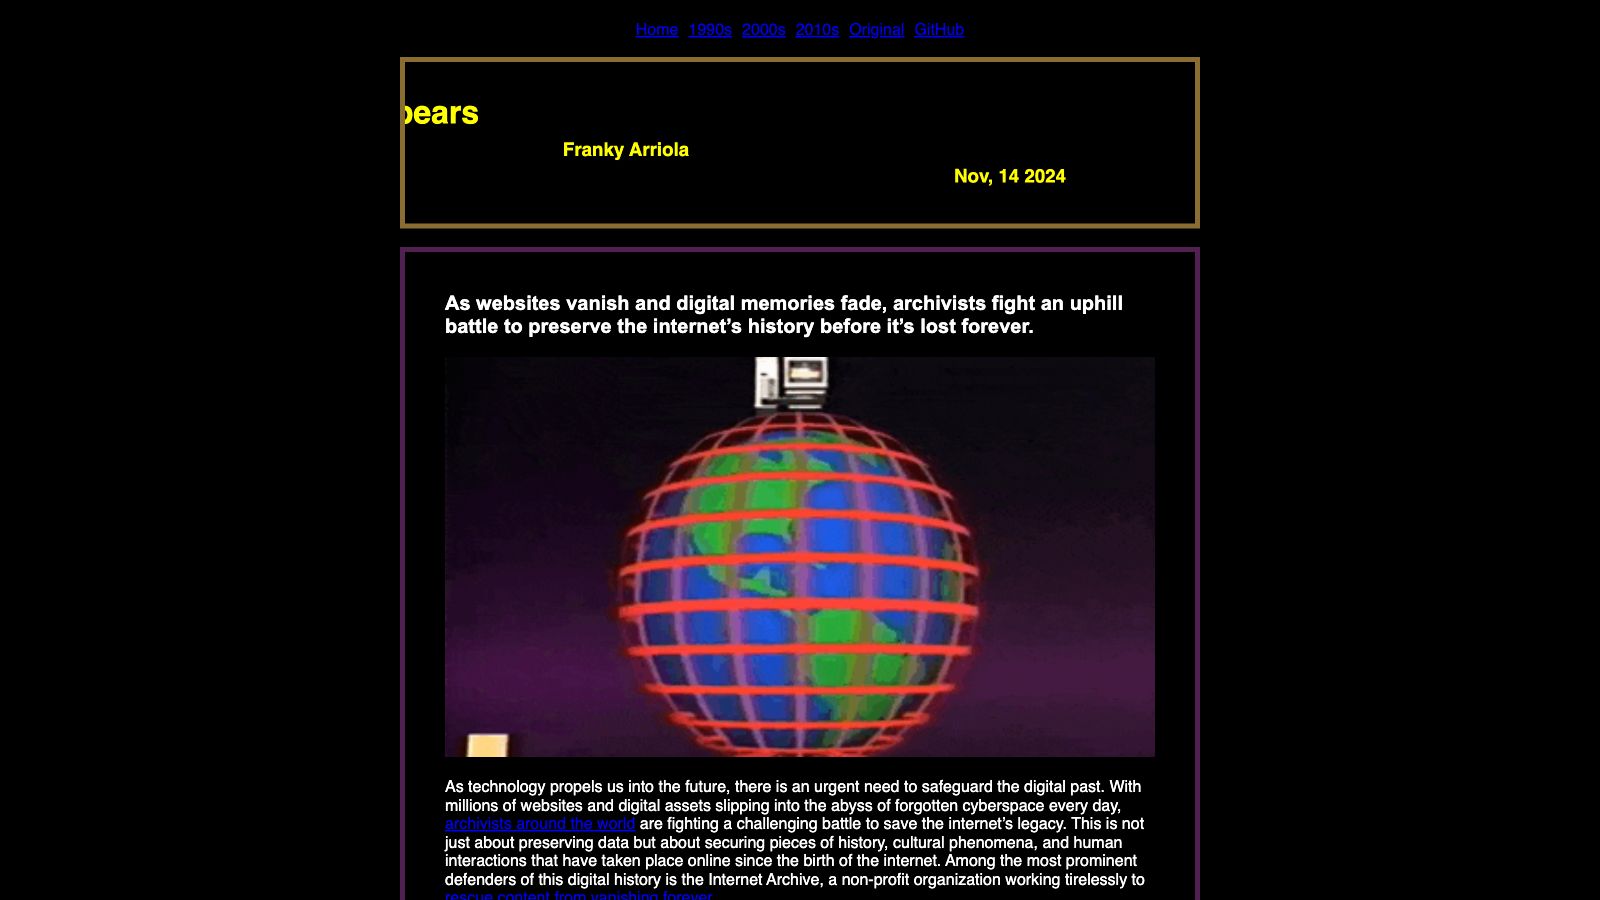 Home 1990s 2000s 2010s Original GitHub
Franky Arriola
Nov, 14 2024
As websites vanish and digital memories fade, archivists fight an uphill
battle to preserve the internet’s history before it’s lost forever.
As technology propels us into the future, there is an urgent need to safeguard the digital past. With
millions of websites and digital assets slipping into the abyss of forgotten cyberspace every day,
archivists around the world are fighting a challenging battle to save the internet’s legacy. This is not
just about preserving data but about securing pieces of history, cultural phenomena, and human
interactions that have taken place online since the birth of the internet. Among the most prominent
defenders of this digital history is the Internet Archive, a non-profit organization working tirelessly to
rescue content from vanishing forever.